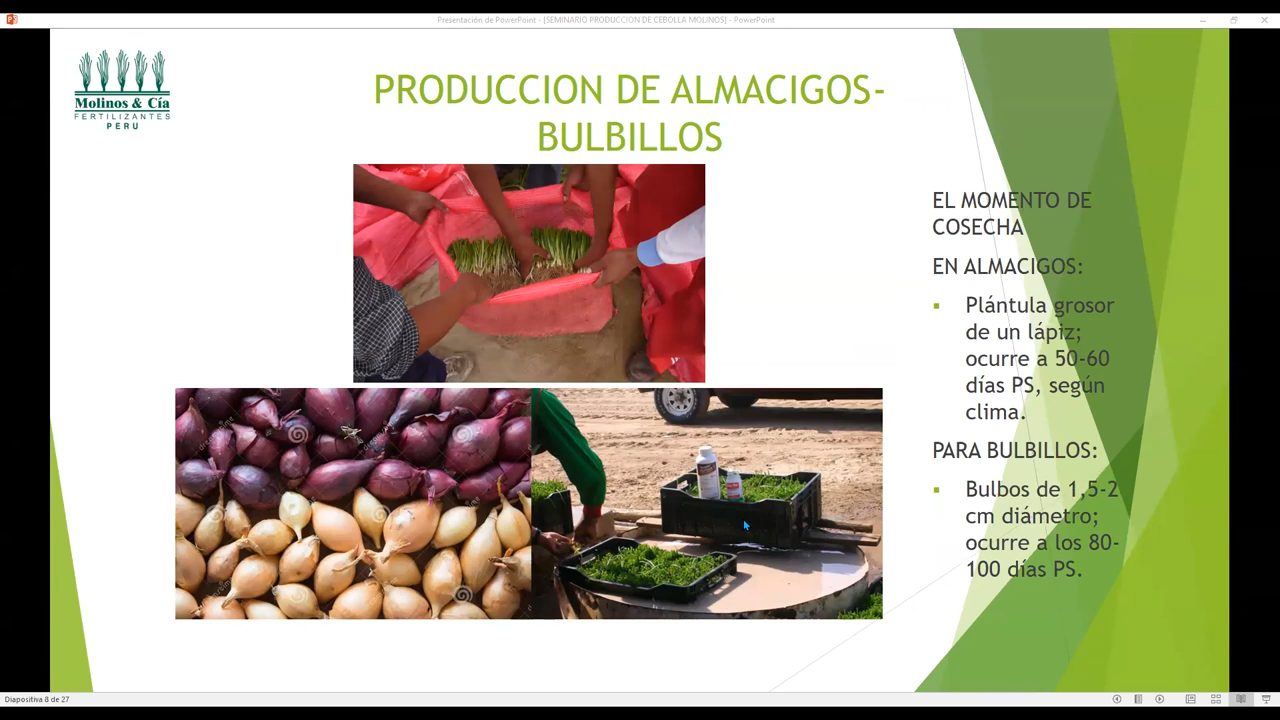 Presentación de PowerPoint - [SEMINARIO PRODUCCION DE CEBOLLA MOLINOS] - PowerPoint
Molinos & Cía
FERTILIZANTES
PERU
PRODUCCION DE ALMACIGOS-
BULBILLOS
EL MOMENTO DE
COSECHA
EN ALMACIGOS:
Plántula grosor
de un lápiz;
ocurre a 50-60
días PS, según
clima.
PARA BULBILLOS:
Bulbos de 1,5-2
cm diámetro;
ocurre a los 80-
100 días PS.
Diapositiva 8 de 27